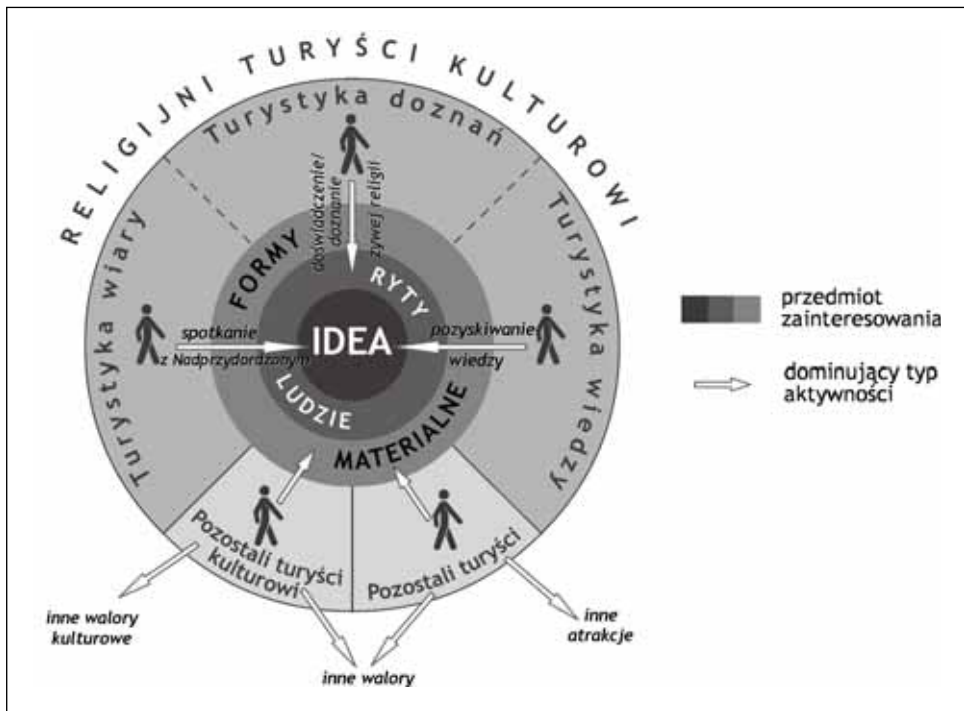 RELIGIJNI TURYŚCI KULTUROWI
Turystyka doznań
Turystyka wiary
Turystyka wiedzy
doświadczenie/
doznanie
żywej religii
FORMY
RYTY
IDEA
spotkanie
z Nadprzydordzonym
pozyskiwanie
wiedzy
LUDZIE
MATERIALNE
Pozostali turyści
kulturowi
Pozostali turyści
inne walory
kulturowe
inne walory
inne
atrakcje
przedmiot
zainteresowania
dominujący typ
aktywności